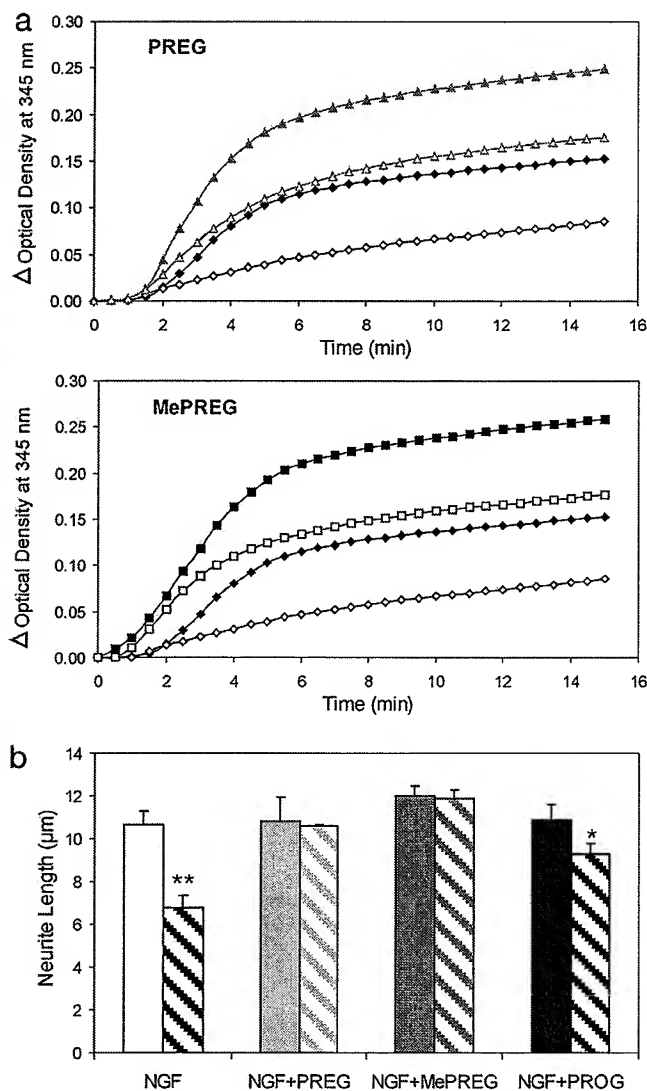 a
PREG
Δ Optical Density at 345 nm
0.30
0.25
0.20
0.15
0.10
0.05
0.00
0 2 4 6 8 10 12 14 16
Time (min)
MePREG
Δ Optical Density at 345 nm
0.30
0.25
0.20
0.15
0.10
0.05
0.00
0 2 4 6 8 10 12 14 16
Time (min)
b
Neurite Length (µm)
14
12
10
8
6
4
2
0
**
*
NGF NGF+PREG NGF+MePREG NGF+PROG